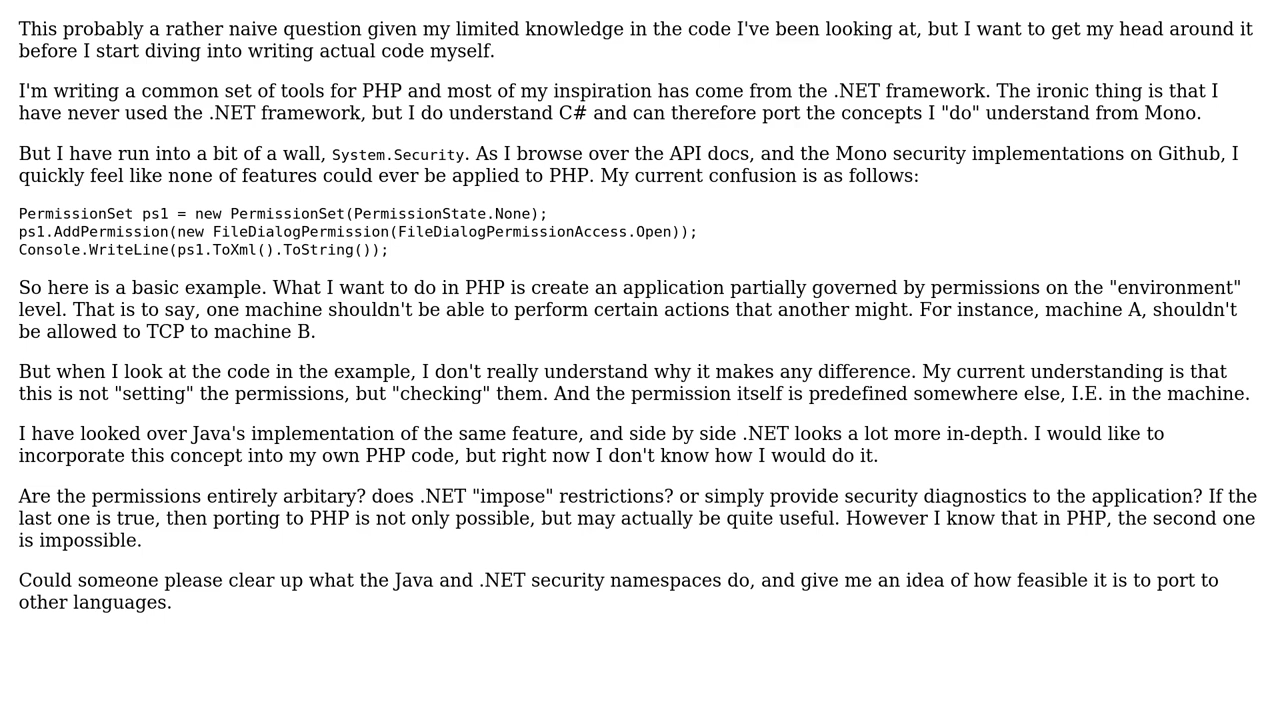 This probably a rather naive question given my limited knowledge in the code I've been looking at, but I want to get my head around it
before I start diving into writing actual code myself.
I'm writing a common set of tools for PHP and most of my inspiration has come from the .NET framework. The ironic thing is that I
have never used the .NET framework, but I do understand C# and can therefore port the concepts I "do" understand from Mono.
But I have run into a bit of a wall, System.Security. As I browse over the API docs, and the Mono security implementations on Github, I
quickly feel like none of features could ever be applied to PHP. My current confusion is as follows:
PermissionSet ps1 = new PermissionSet(PermissionState.None);
ps1.AddPermission(new FileDialogPermission(FileDialogPermissionAccess.Open));
Console.WriteLine(ps1.ToXml().ToString());
So here is a basic example. What I want to do in PHP is create an application partially governed by permissions on the "environment"
level. That is to say, one machine shouldn't be able to perform certain actions that another might. For instance, machine A, shouldn't
be allowed to TCP to machine B.
But when I look at the code in the example, I don't really understand why it makes any difference. My current understanding is that
this is not "setting" the permissions, but "checking" them. And the permission itself is predefined somewhere else, I.E. in the machine.
I have looked over Java's implementation of the same feature, and side by side .NET looks a lot more in-depth. I would like to
incorporate this concept into my own PHP code, but right now I don't know how I would do it.
Are the permissions entirely arbitary? does .NET "impose" restrictions? or simply provide security diagnostics to the application? If the
last one is true, then porting to PHP is not only possible, but may actually be quite useful. However I know that in PHP, the second one
is impossible.
Could someone please clear up what the Java and .NET security namespaces do, and give me an idea of how feasible it is to port to
other languages.